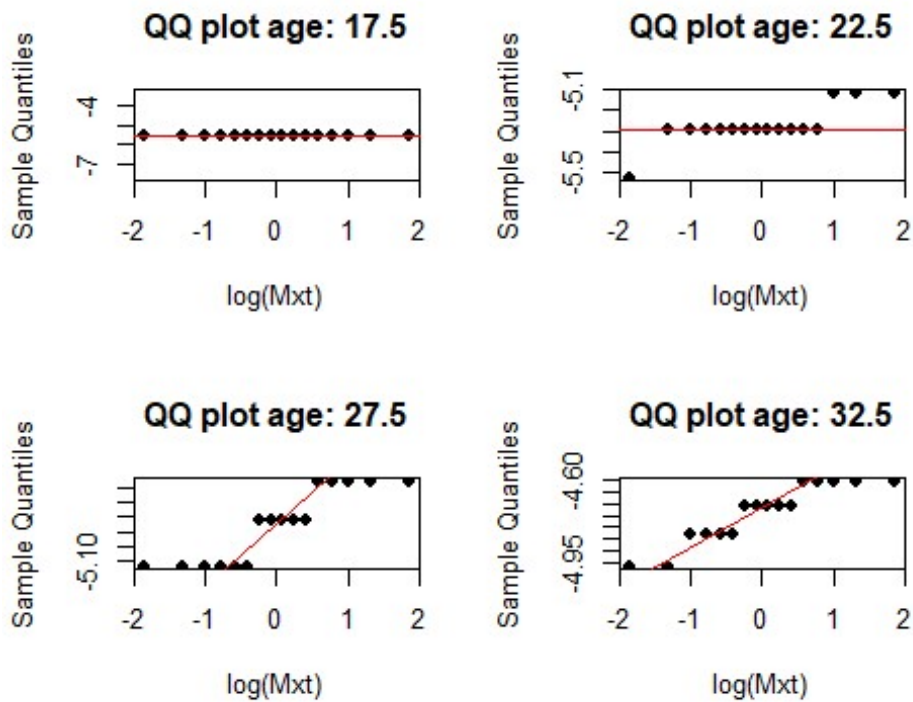 QQ plot age: 17.5
Sample Quantiles
-4
-7
-2 -1 0 1 2
log(Mxt)
QQ plot age: 22.5
Sample Quantiles
-5.1
-5.5
-2 -1 0 1 2
log(Mxt)
QQ plot age: 27.5
Sample Quantiles
-5.10
-2 -1 0 1 2
log(Mxt)
QQ plot age: 32.5
Sample Quantiles
-4.60
-4.95
-2 -1 0 1 2
log(Mxt)